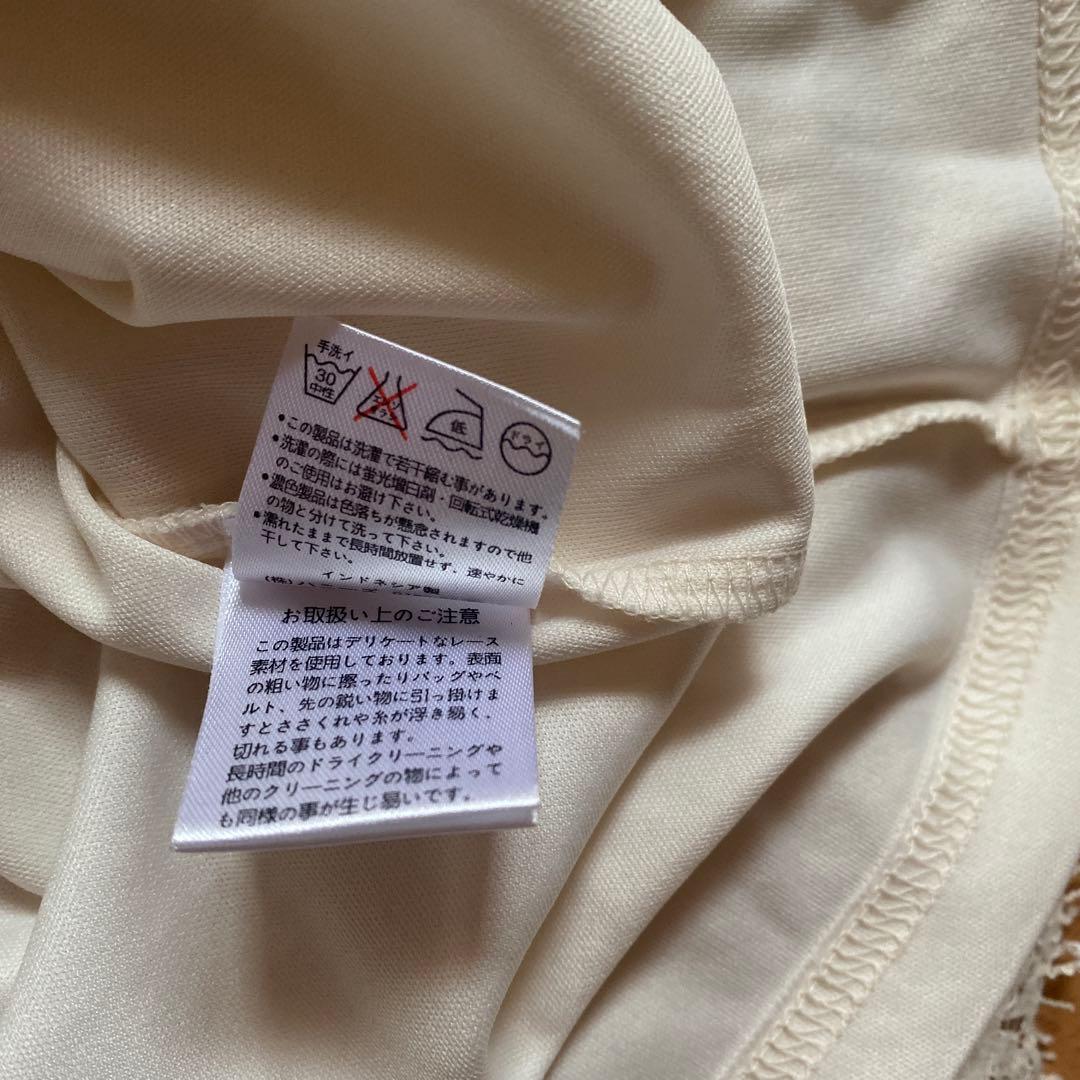 手洗イ
30
中性
エンソ
サラシ
低
ドライ
•この製品は洗濯で若干縮む事があります。
•洗濯の際には蛍光増白剤・回転式乾燥機
のご使用はお避け下さい。
•濃色製品は色落ちが懸念されますので他
の物と分けて洗って下さい。
•濡れたままで長時間放置せず、速やかに
干して下さい。
インドネシア製
(株)
お取扱い上のご注意
この製品はデリケートなレース
素材を使用しております。表面
の粗い物に擦ったりバッグやベ
ルト、先の鋭い物に引っ掛けま
すとささくれや糸が浮き易く、
切れる事もあります。
長時間のドライクリーニングや
他のクリーニングの物によって
も同様の事が生じ易いです。